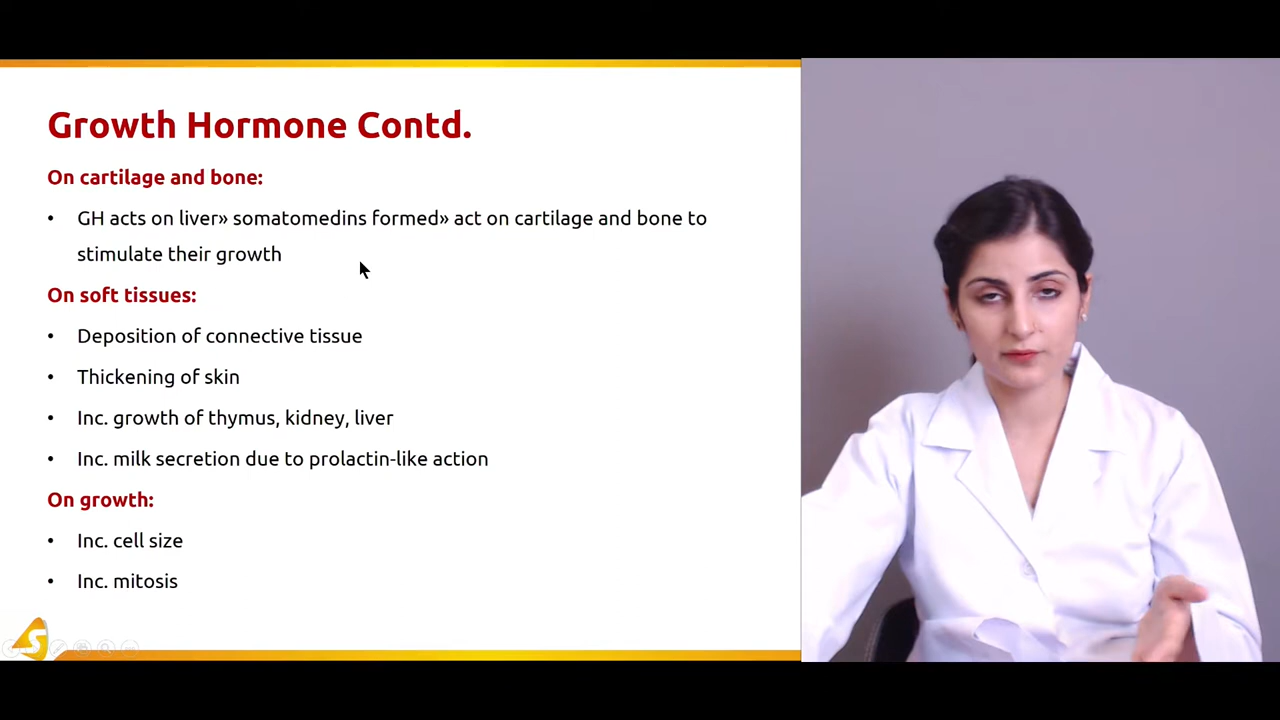 Growth Hormone Contd.
On cartilage and bone:
• GH acts on liver» somatomedins formed» act on cartilage and bone to
stimulate their growth
On soft tissues:
• Deposition of connective tissue
• Thickening of skin
• Inc. growth of thymus, kidney, liver
• Inc. milk secretion due to prolactin-like action
On growth:
• Inc. cell size
• Inc. mitosis
S